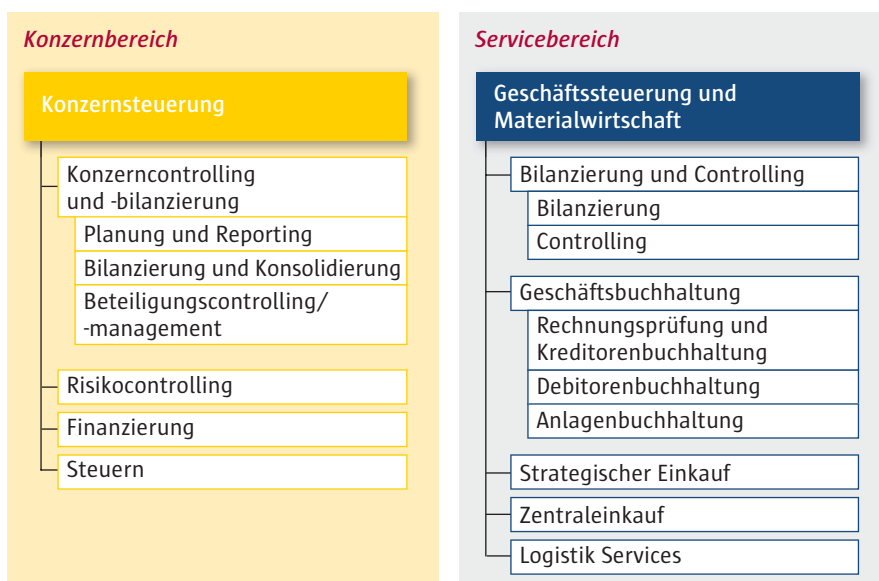 Konzernbereich
Konzernsteuerung
Konzerncontrolling
und -bilanzierung
Planung und Reporting
Bilanzierung und Konsolidierung
Beteiligungscontrolling/
-management
Risikocontrolling
Finanzierung
Steuern
Servicebereich
Geschäftssteuerung und
Materialwirtschaft
Bilanzierung und Controlling
Bilanzierung
Controlling
Geschäftsbuchhaltung
Rechnungsprüfung und
Kreditorenbuchhaltung
Debitorenbuchhaltung
Anlagenbuchhaltung
Strategischer Einkauf
Zentraleinkauf
Logistik Services